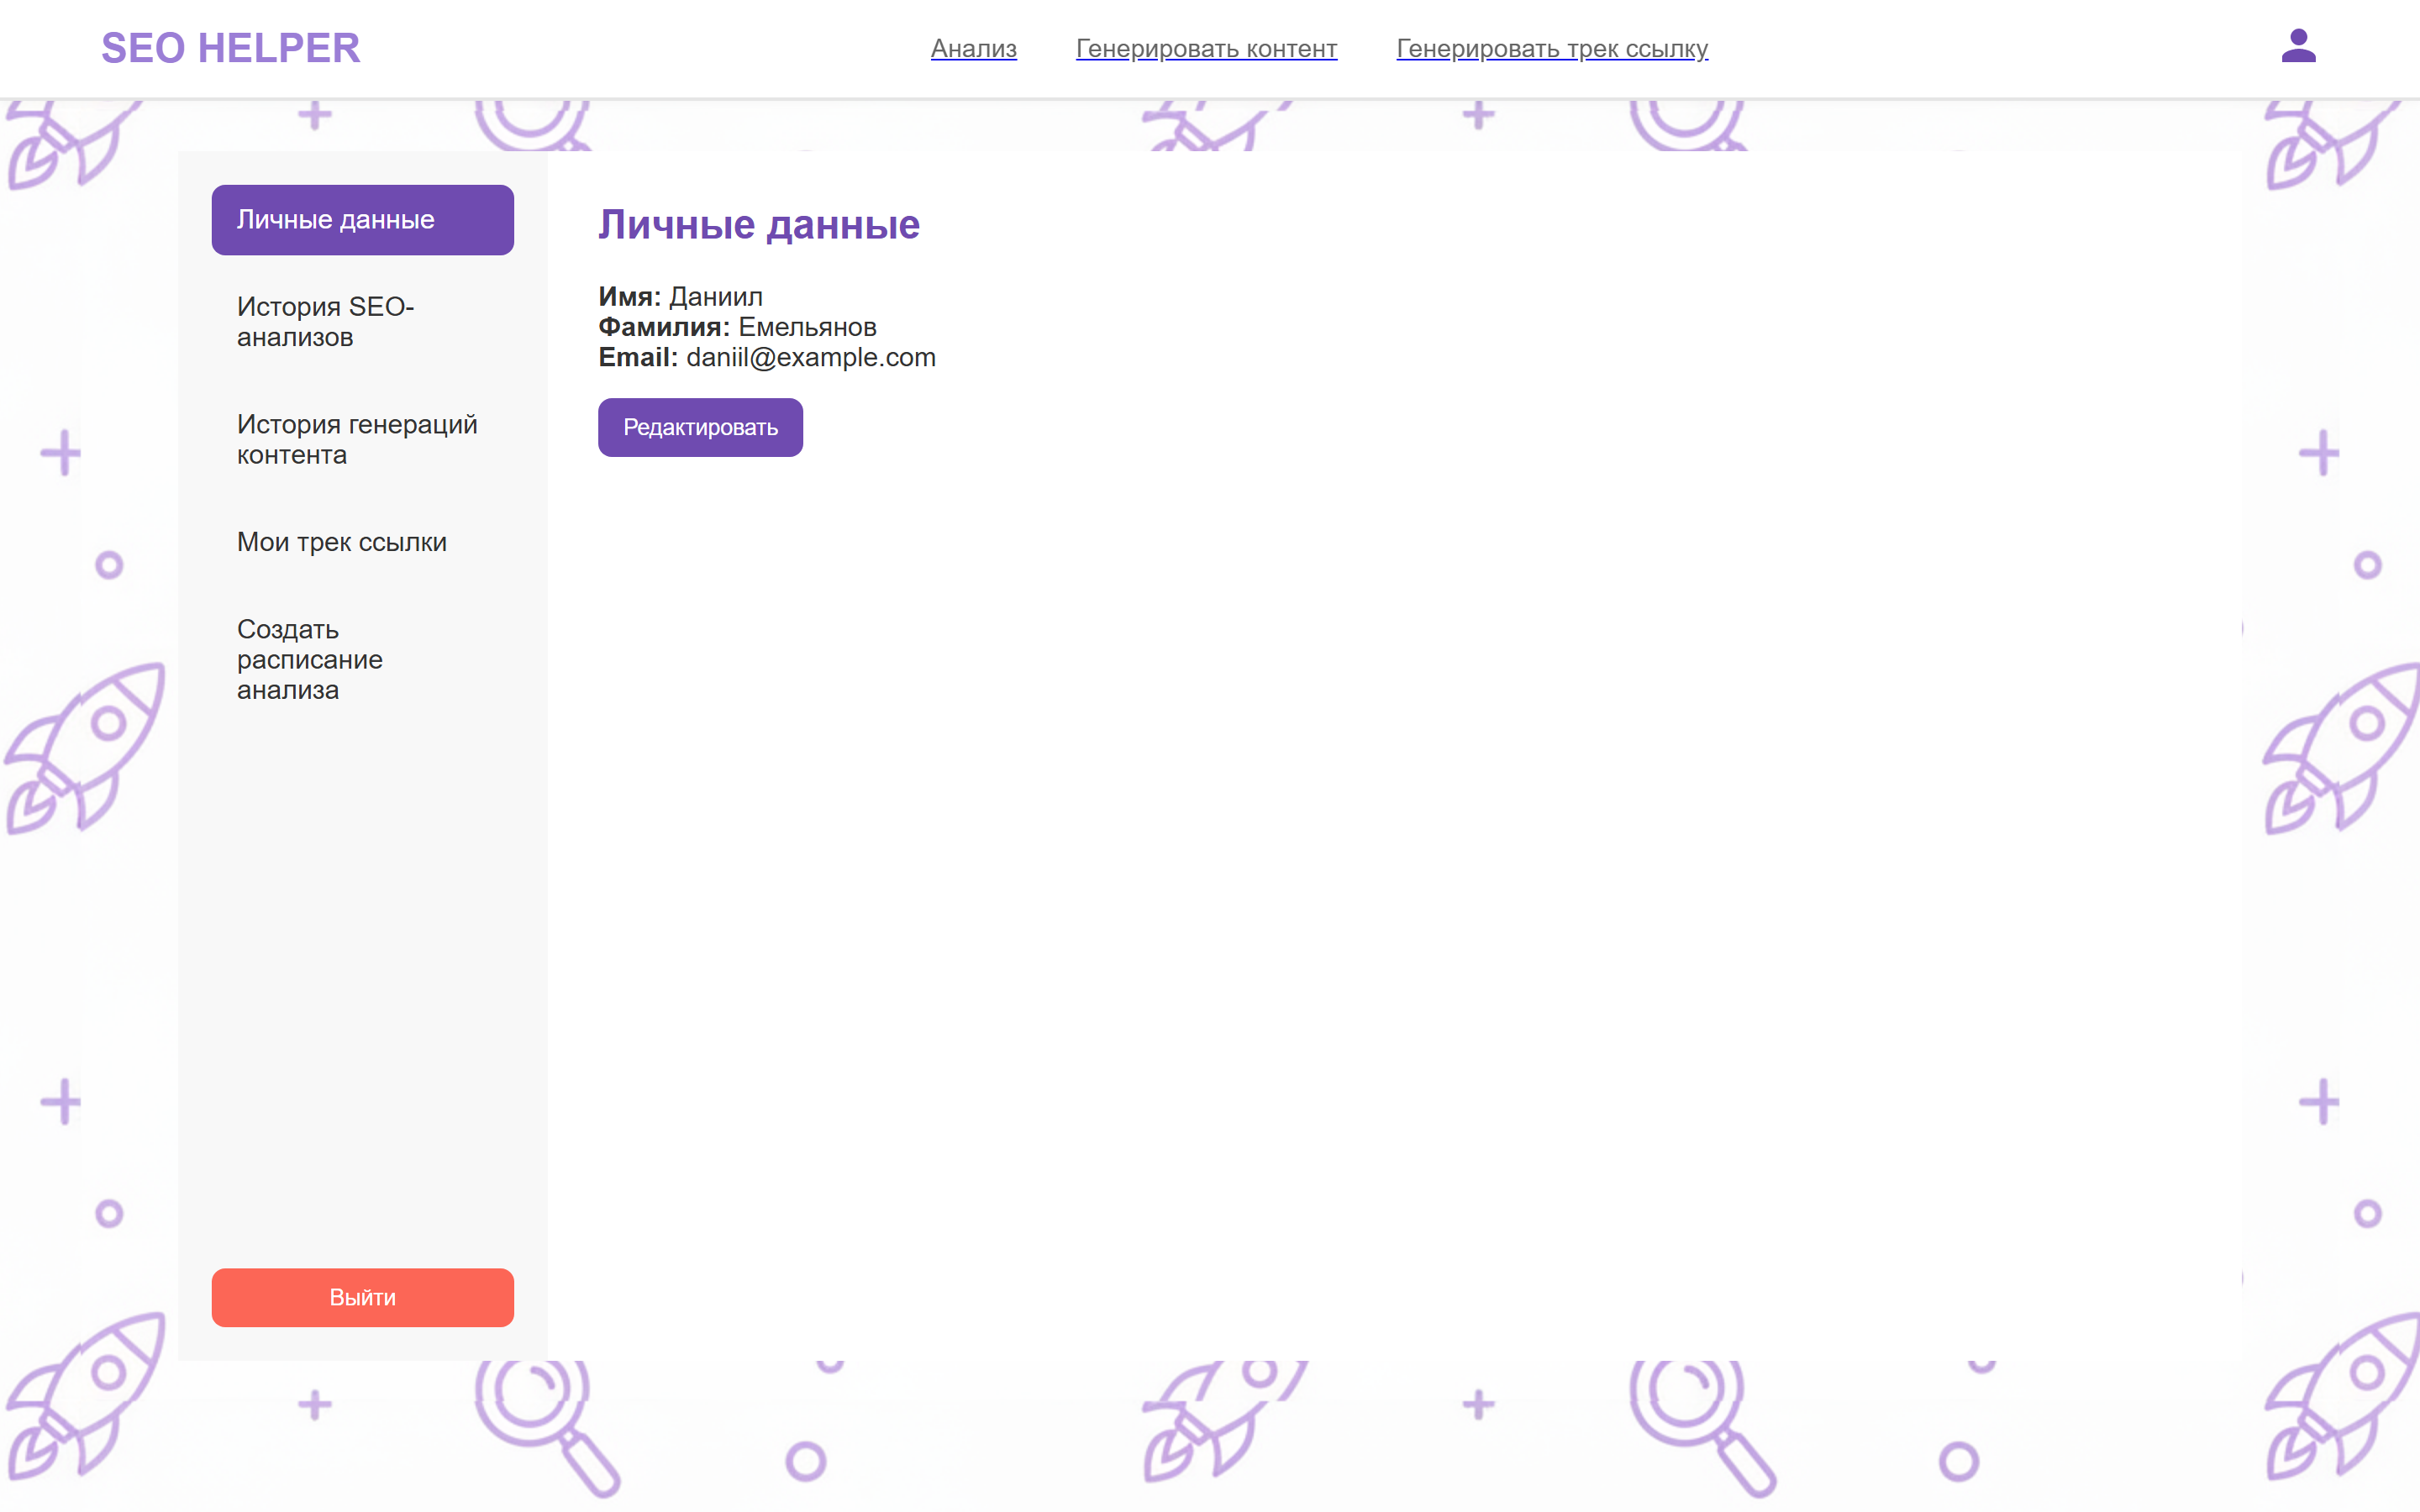 SEO HELPER
Анализ
Генерировать контент
Генерировать трек ссылку
Личные данные
История SEO-
анализов
История генераций
контента
Мои трек ссылки
Создать
расписание
анализа
Выйти
Личные данные
Имя: Даниил
Фамилия: Емельянов
Email: daniil@example.com
Редактировать